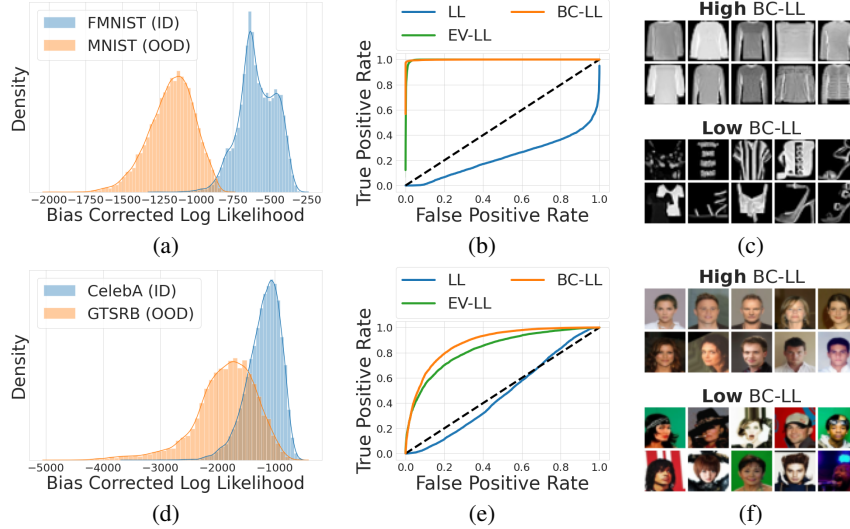 FMNIST (ID)
MNIST (OOD)
Density
−2000 −1750 −1500 −1250 −1000 −750 −500 −250
Bias Corrected Log Likelihood
(a)
LL BC-LL
EV-LL
True Positive Rate
1.0
0.8
0.6
0.4
0.2
0.0
0.0 0.2 0.4 0.6 0.8 1.0
False Positive Rate
(b)
High BC-LL
Low BC-LL
(c)
CelebA (ID)
GTSRB (OOD)
Density
−5000 −4000 −3000 −2000 −1000
Bias Corrected Log Likelihood
(d)
LL BC-LL
EV-LL
True Positive Rate
1.0
0.8
0.6
0.4
0.2
0.0
0.0 0.2 0.4 0.6 0.8 1.0
False Positive Rate
(e)
High BC-LL
Low BC-LL
(f)